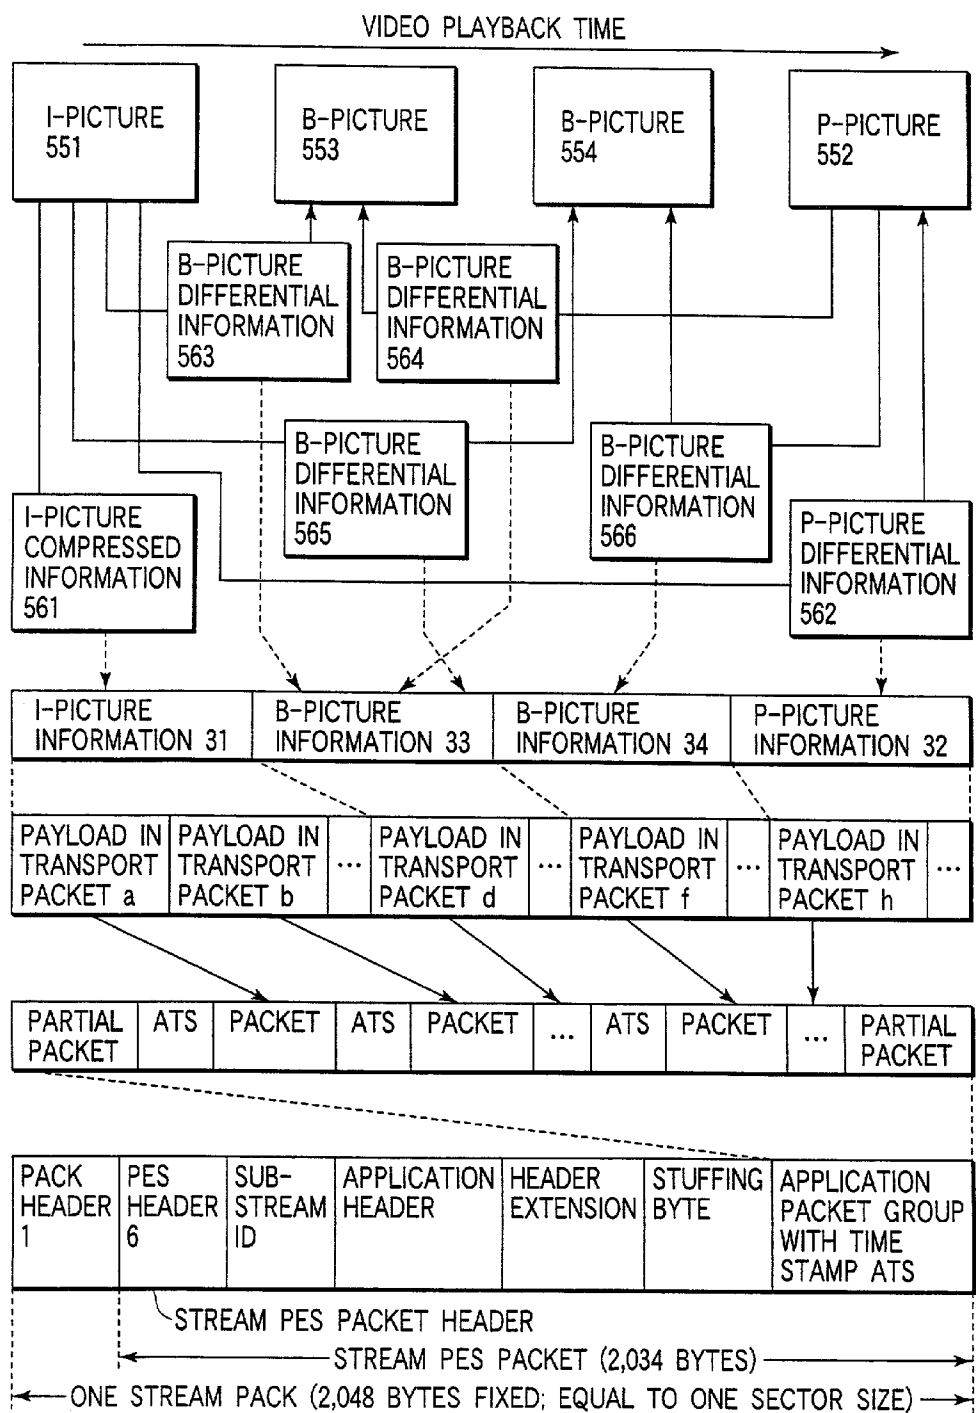 VIDEO PLAYBACK TIME
I-PICTURE
551
B-PICTURE
553
B-PICTURE
554
P-PICTURE
552
B-PICTURE
DIFFERENTIAL
INFORMATION
563
B-PICTURE
DIFFERENTIAL
INFORMATION
564
B-PICTURE
DIFFERENTIAL
INFORMATION
565
B-PICTURE
DIFFERENTIAL
INFORMATION
566
I-PICTURE
COMPRESSED
INFORMATION
561
P-PICTURE
DIFFERENTIAL
INFORMATION
562
I-PICTURE
INFORMATION 31
B-PICTURE
INFORMATION 33
B-PICTURE
INFORMATION 34
P-PICTURE
INFORMATION 32
PAYLOAD IN
TRANSPORT
PACKET a
PAYLOAD IN
TRANSPORT
PACKET b
...
PAYLOAD IN
TRANSPORT
PACKET d
...
PAYLOAD IN
TRANSPORT
PACKET f
...
PAYLOAD IN
TRANSPORT
PACKET h
...
PARTIAL
PACKET
ATS
PACKET
ATS
PACKET
...
ATS
PACKET
...
PARTIAL
PACKET
PACK
HEADER
1
PES
HEADER
6
SUB-
STREAM
ID
APPLICATION
HEADER
HEADER
EXTENSION
STUFFING
BYTE
APPLICATION
PACKET GROUP
WITH TIME
STAMP ATS
STREAM PES PACKET HEADER
STREAM PES PACKET (2,034 BYTES)
ONE STREAM PACK (2,048 BYTES FIXED; EQUAL TO ONE SECTOR SIZE)